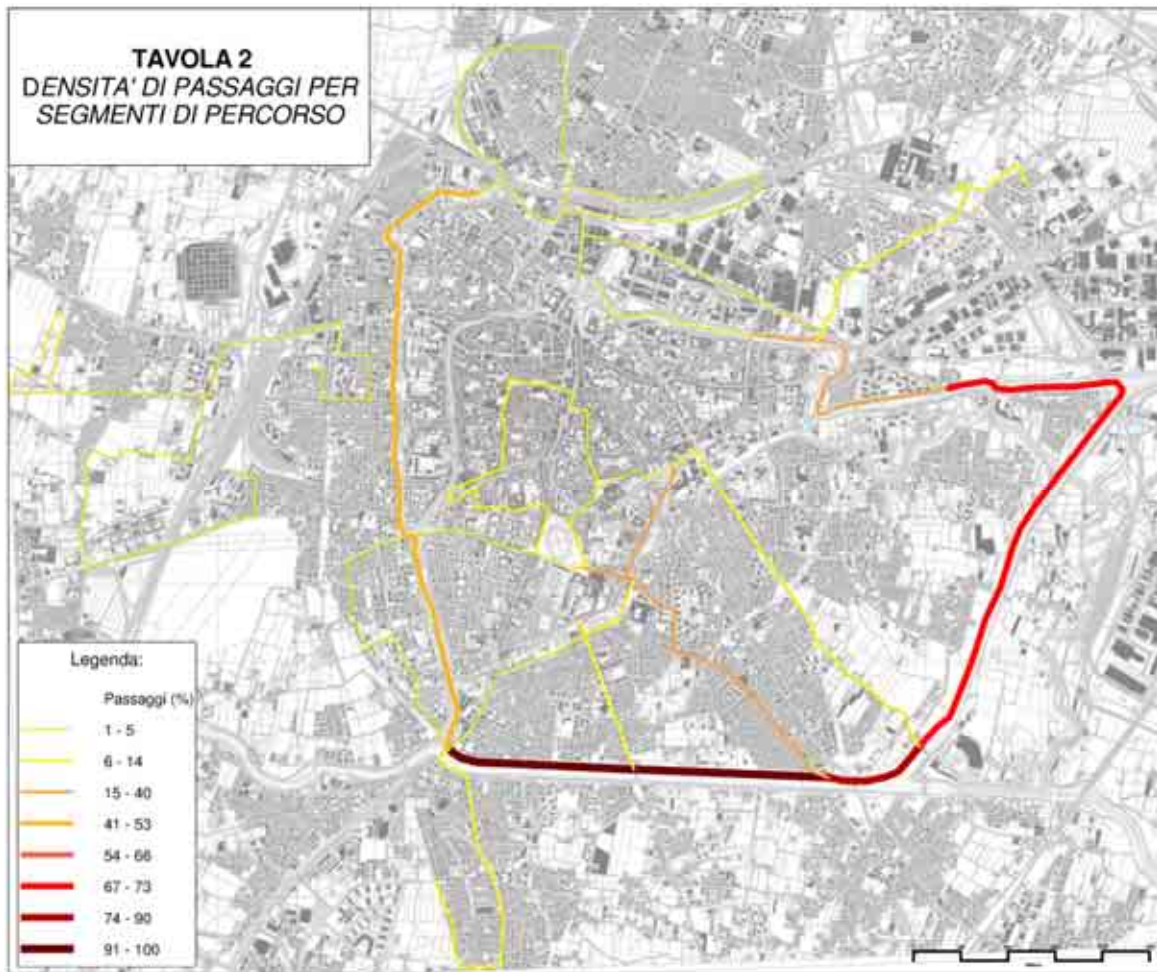 TAVOLA 2
DENSITA' DI PASSAGGI PER
SEGMENTI DI PERCORSO
Legenda:
Passaggi (%)
1 - 5
6 - 14
15 - 40
41 - 53
54 - 66
67 - 73
74 - 90
91 - 100